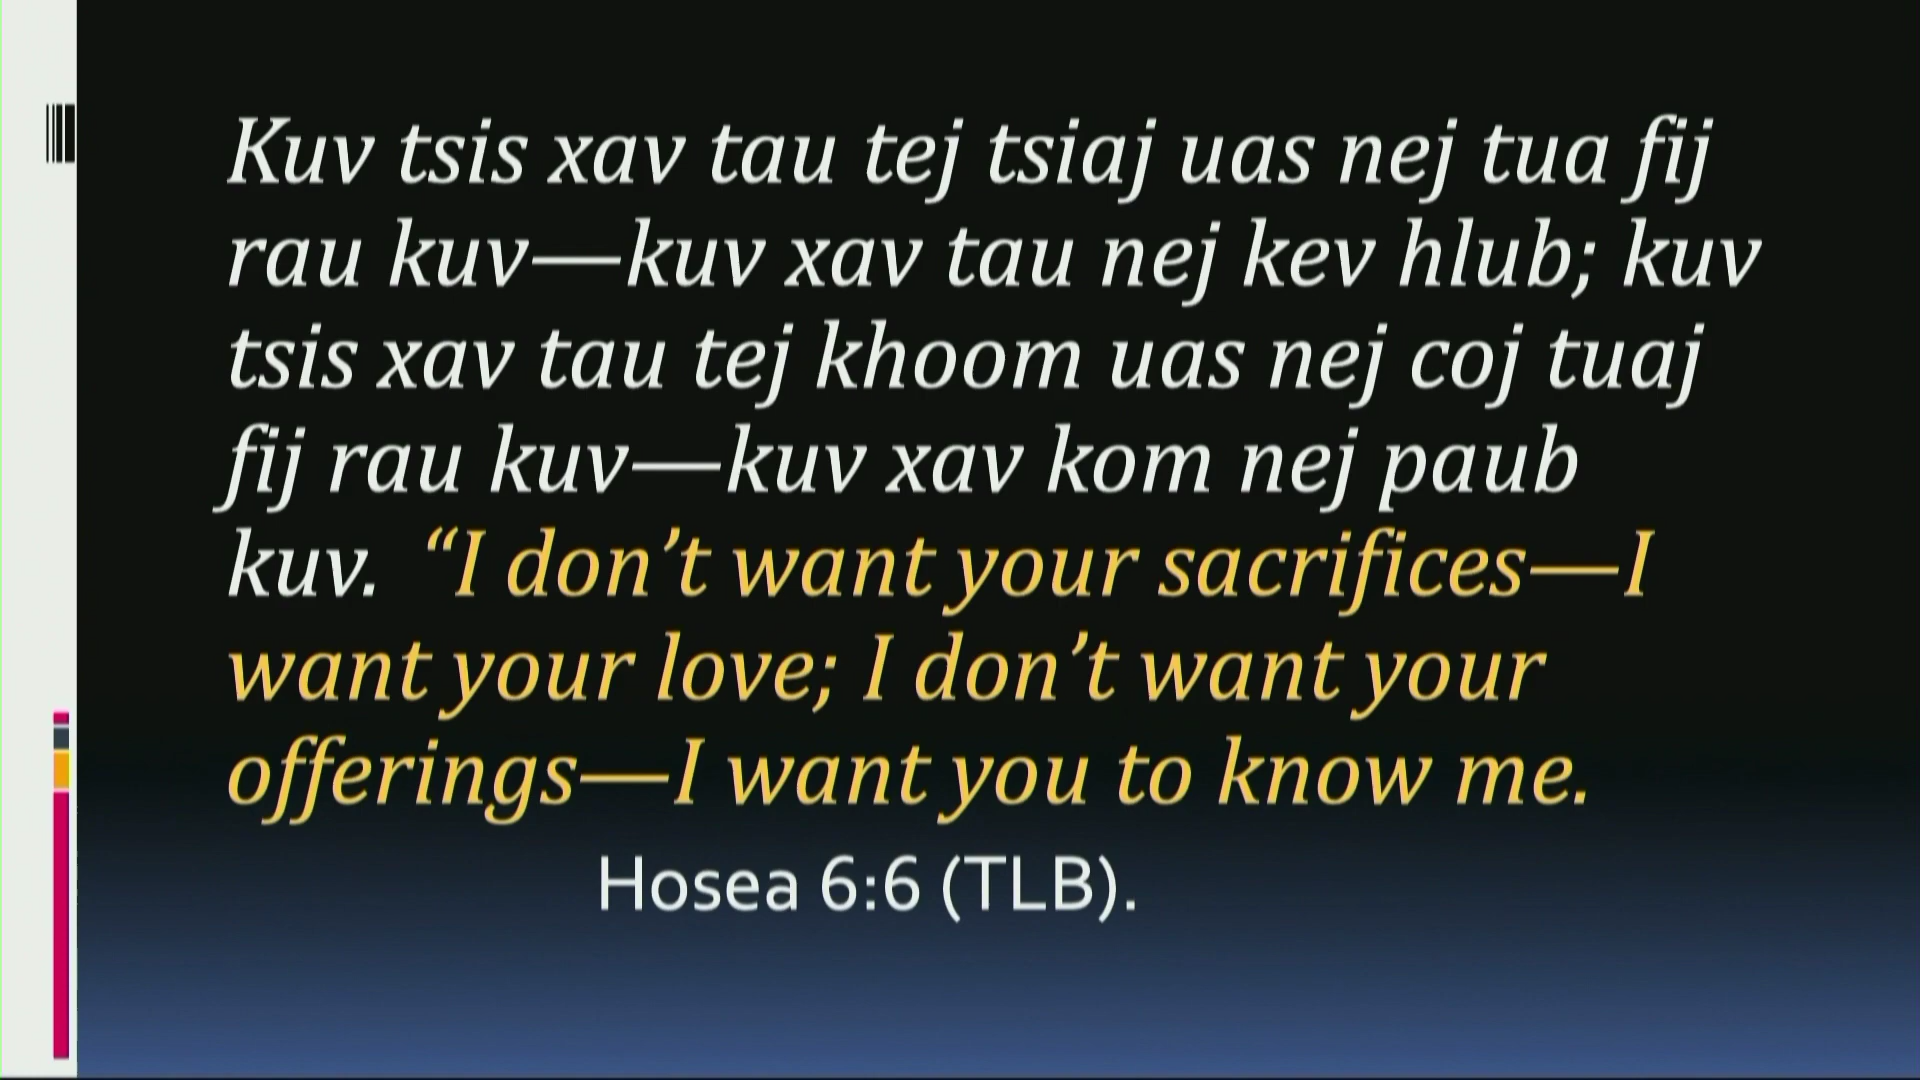 Kuv tsis xav tau tej tsiaj uas nej tua fij
rau kuv—kuv xav tau nej kev hlub; kuv
tsis xav tau tej khoom uas nej coj tuaj
fij rau kuv—kuv xav kom nej paub
kuv. “I don’t want your sacrifices—I
want your love; I don’t want your
offerings—I want you to know me.
Hosea 6:6 (TLB).